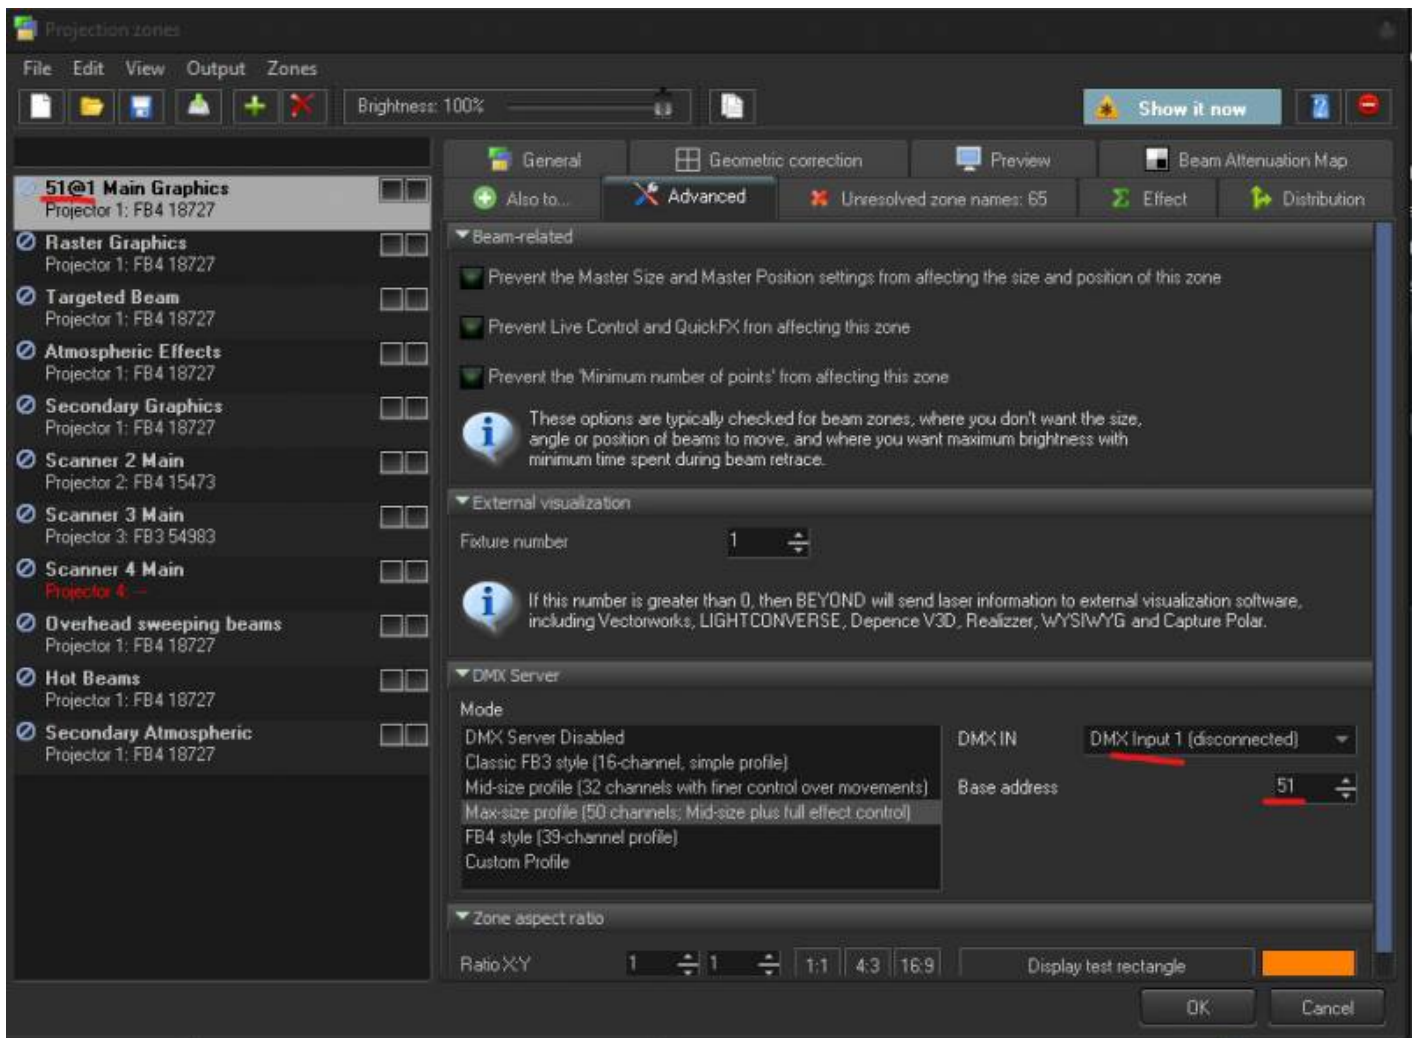 Projection zones
File Edit View Output Zones
Brightness: 100%
Show it now
General Geometric correction Preview Beam Attenuation Map
Also to... Advanced Unresolved zone names: 65 Effect Distribution
51@1 Main Graphics
Projector 1: FB4 18727
Raster Graphics
Projector 1: FB4 18727
Targeted Beam
Projector 1: FB4 18727
Atmospheric Effects
Projector 1: FB4 18727
Secondary Graphics
Projector 1: FB4 18727
Scanner 2 Main
Projector 2: FB4 15473
Scanner 3 Main
Projector 3: FB3 54983
Scanner 4 Main
Projector 4: --
Overhead sweeping beams
Projector 1: FB4 18727
Hot Beams
Projector 1: FB4 18727
Secondary Atmospheric
Projector 1: FB4 18727
Beam-related
Prevent the Master Size and Master Position settings from affecting the size and position of this zone
Prevent Live Control and QuickFX fron affecting this zone
Prevent the 'Minimum number of points' from affecting this zone
These options are typically checked for beam zones, where you don't want the size,
angle or position of beams to move, and where you want maximum brightness with
minimum time spent during beam retrace.
External visualization
Fixture number 1
If this number is greater than 0, then BEYOND will send laser information to external visualization software,
including Vectorworks, LIGHTCONVERSE, Depence V3D, Realizzer, WYSIWYG and Capture Polar.
DMX Server
Mode
DMX Server Disabled
Classic FB3 style (16-channel, simple profile)
Mid-size profile (32 channels with finer control over movements)
Max-size profile (50 channels; Mid-size plus full effect control)
FB4 style (39-channel profile)
Custom Profile
DMX IN DMX Input 1 (disconnected)
Base address 51
Zone aspect ratio
Ratio X:Y 1 1 1:1 4:3 16:9 Display test rectangle
OK Cancel